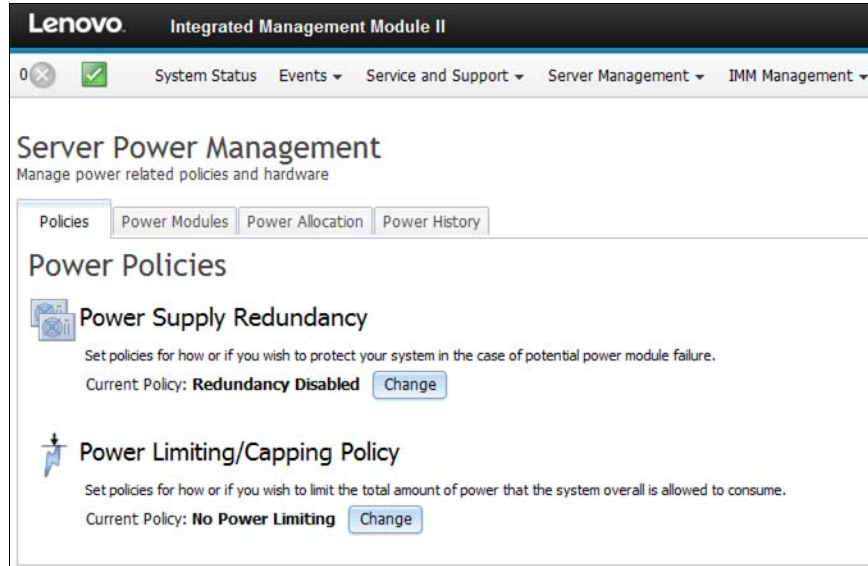 Lenovo. Integrated Management Module II
0 System Status Events Service and Support Server Management IMM Management
Server Power Management
Manage power related policies and hardware
Policies Power Modules Power Allocation Power History
Power Policies
Power Supply Redundancy
Set policies for how or if you wish to protect your system in the case of potential power module failure.
Current Policy: Redundancy Disabled Change
Power Limiting/Capping Policy
Set policies for how or if you wish to limit the total amount of power that the system overall is allowed to consume.
Current Policy: No Power Limiting Change